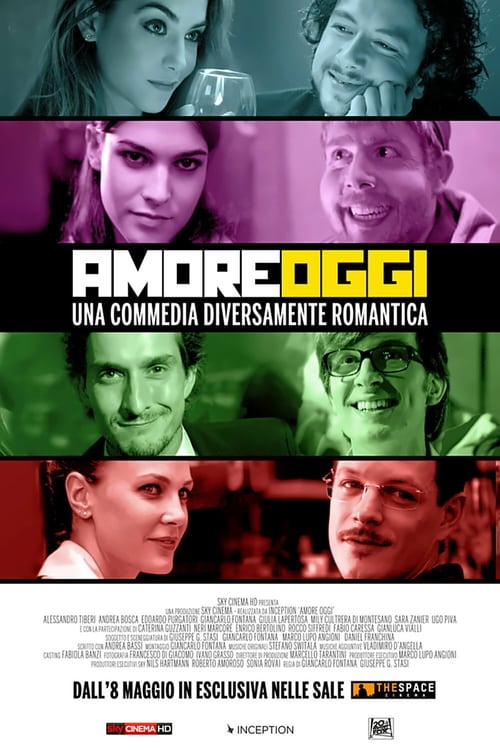 AMOREOGGI
UNA COMMEDIA DIVERSAMENTE ROMANTICA
SKY CINEMA HD PRESENTA
UNA PRODUZIONE SKY CINEMA - REALIZZATA DA INCEPTION "AMORE OGGI"
ALESSANDRO TIBERI ANDREA BOSCA EDOARDO PURGATORI GIANCARLO FONTANA GIULIA LAPERTOSA MILY CULTRERA DI MONTESANO SARA ZANIER UGO PIVA
E CON LA PARTECIPAZIONE DI CATERINA GUZZANTI NERI MARCORÈ ENRICO BERTOLINO ROCCO SIFFREDI FABIO CARESSA GIANLUCA VIALLI
SOGGETTO E SCENEGGIATURA DI GIUSEPPE G. STASI GIANCARLO FONTANA MARCO LUPO ANGIONI DANIEL FRANCHINA
SCRITTO CON ANDREA BASSI MONTAGGIO GIANCARLO FONTANA MUSICHE ORIGINALI STEFANO SWITALA MUSICHE AGGIUNTIVE VLADIMIRO D'ANGELLA
CASTING FABIOLA BANZI FOTOGRAFIA FRANCESCO DI GIACOMO IVANO GRASSO DIRETTORE DI PRODUZIONE MARCELLO TARANTINI PRODUTTORE ESECUTIVO MARCO LUPO ANGIONI
PRODUTTORI ESECUTIVI SKY NILS HARTMANN ROBERTO AMOROSO SONIA ROVAI REGIA DI GIANCARLO FONTANA GIUSEPPE G. STASI
DALL'8 MAGGIO IN ESCLUSIVA NELLE SALE THESPACE CINEMA
sky CINEMA HD INCEPTION 20th CENTURY FOX